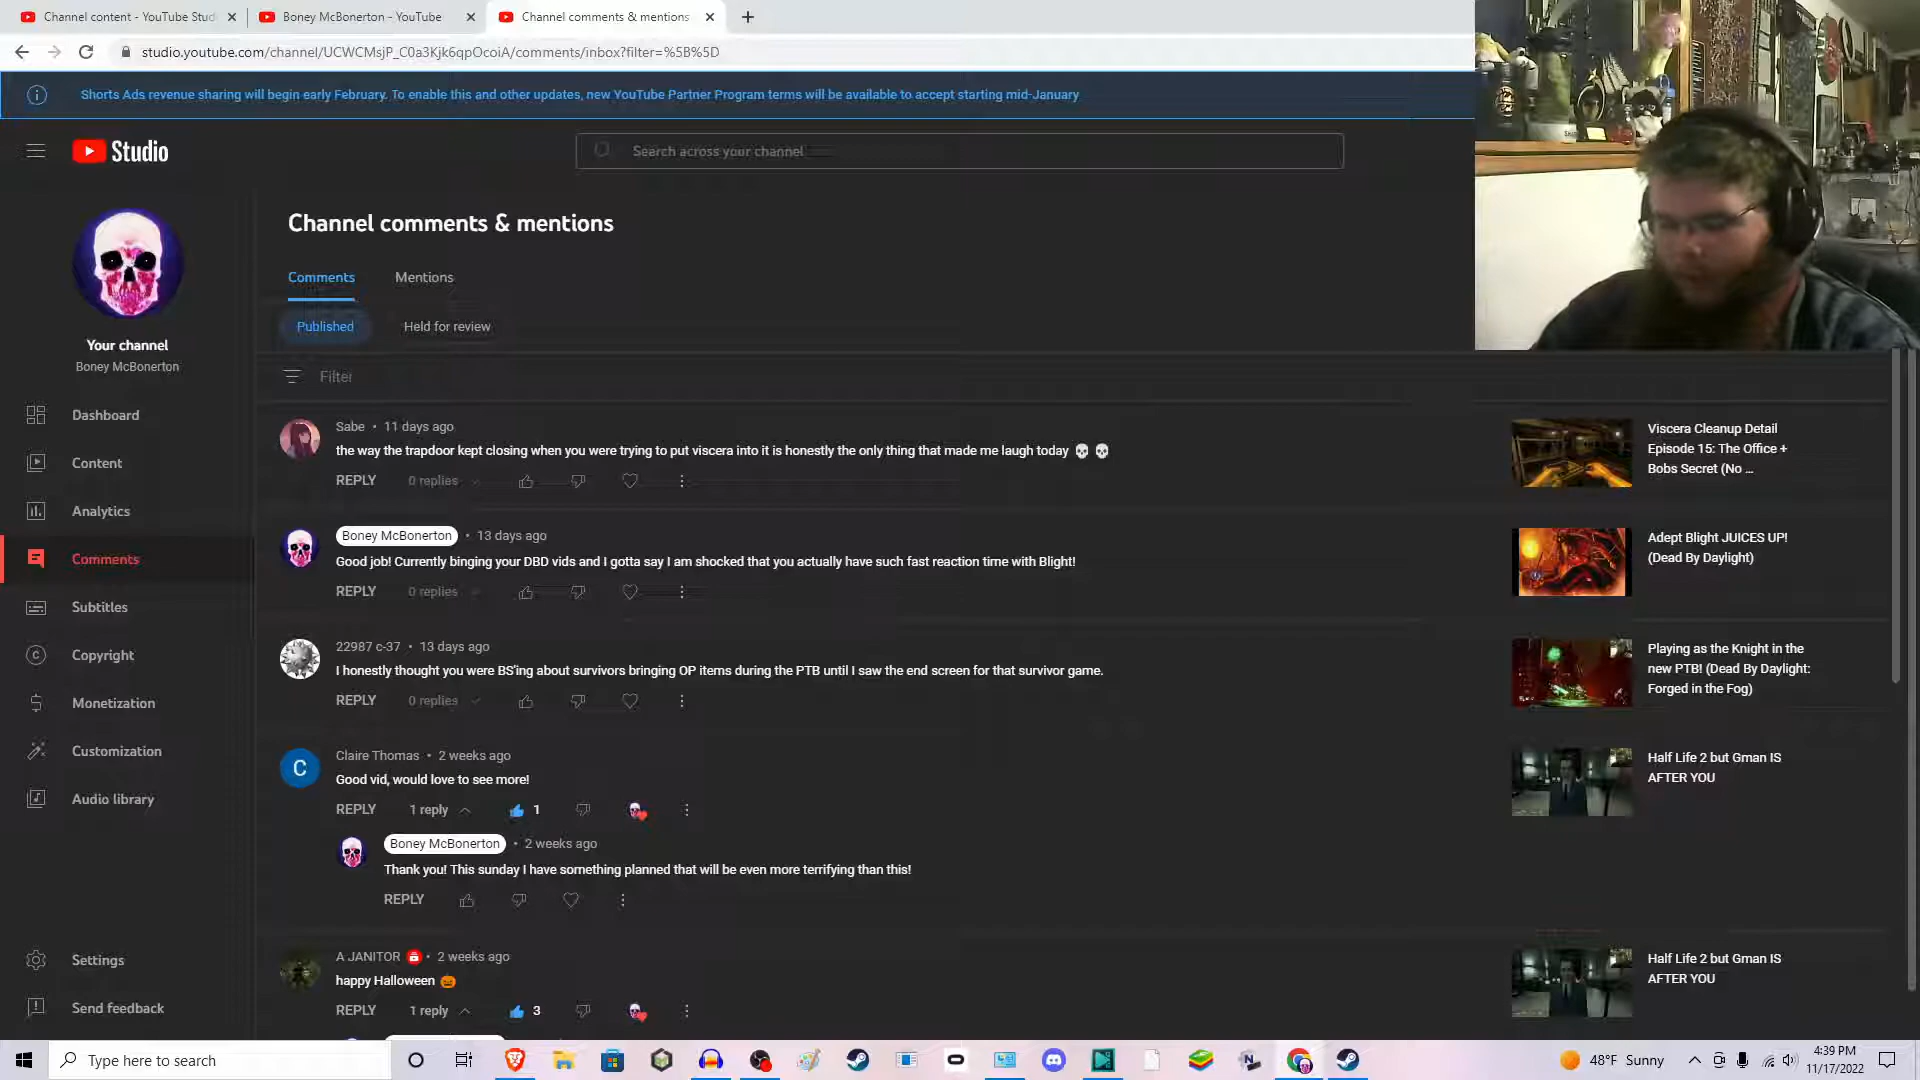 Channel content - YouTube Stud
Boney McBonerton - YouTube
Channel comments & mentions
studio.youtube.com/channel/UCWCMsjP_C0a3Kjk6qpOcoiA/comments/inbox?filter=%5B%5D
Shorts Ads revenue sharing will begin early February. To enable this and other updates, new YouTube Partner Program terms will be available to accept starting mid-January
Studio
Search across your channel
Your channel
Boney McBonerton
Dashboard
Content
Analytics
Comments
Subtitles
Copyright
Monetization
Customization
Audio library
Settings
Send feedback
Channel comments & mentions
Comments Mentions
Published Held for review
Filter
Sabe • 11 days ago
the way the trapdoor kept closing when you were trying to put viscera into it is honestly the only thing that made me laugh today 💀 💀
REPLY 0 replies
Viscera Cleanup Detail
Episode 15: The Office +
Bobs Secret (No ...
Boney McBonerton • 13 days ago
Good job! Currently binging your DBD vids and I gotta say I am shocked that you actually have such fast reaction time with Blight!
REPLY 0 replies
Adept Blight JUICES UP!
(Dead By Daylight)
22987 c-37 • 13 days ago
I honestly thought you were BS'ing about survivors bringing OP items during the PTB until I saw the end screen for that survivor game.
REPLY 0 replies
Playing as the Knight in the
new PTB! (Dead By Daylight:
Forged in the Fog)
C
Claire Thomas • 2 weeks ago
Good vid, would love to see more!
REPLY 1 reply 1
Half Life 2 but Gman IS
AFTER YOU
Boney McBonerton • 2 weeks ago
Thank you! This sunday I have something planned that will be even more terrifying than this!
REPLY
A JANITOR • 2 weeks ago
happy Halloween 🎃
REPLY 1 reply 3
Half Life 2 but Gman IS
AFTER YOU
Type here to search
48°F Sunny
4:39 PM
11/17/2022